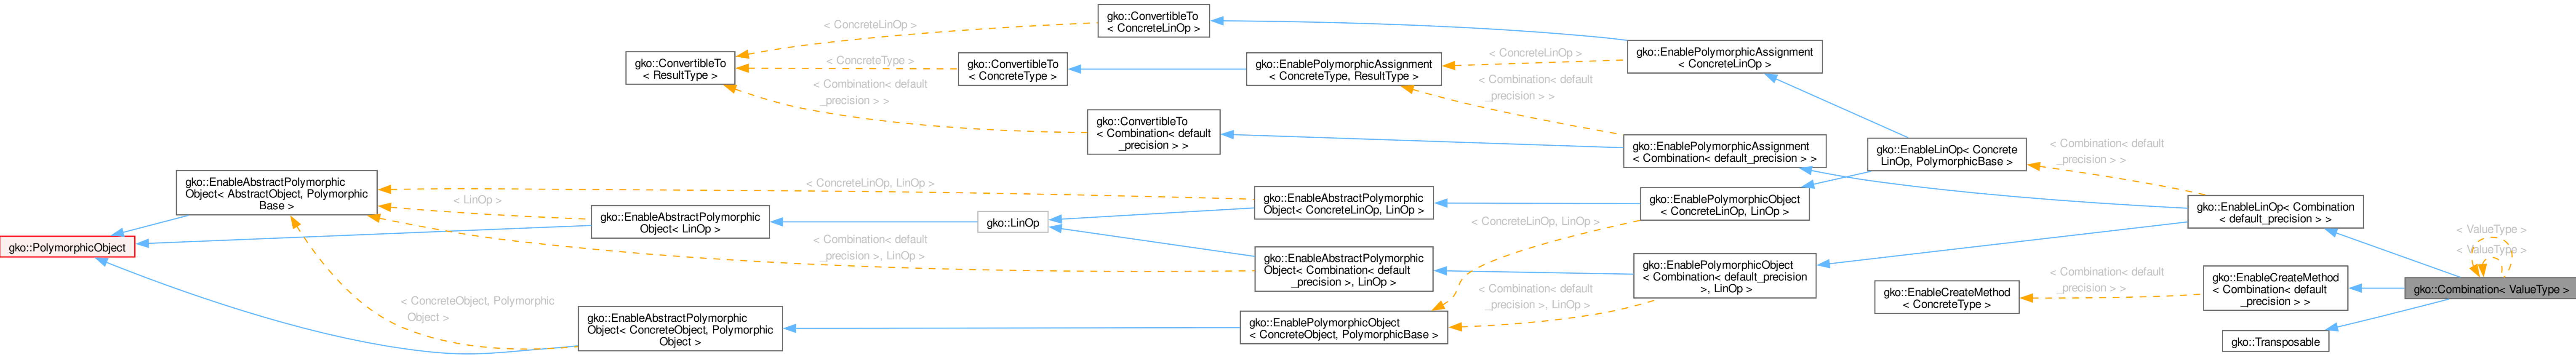 gko::PolymorphicObject
gko::EnableAbstractPolymorphic
Object< AbstractObject, Polymorphic
Base >
gko::EnableAbstractPolymorphic
Object< LinOp >
gko::EnableAbstractPolymorphic
Object< ConcreteObject, Polymorphic
Object >
gko::ConvertibleTo
< ResultType >
gko::ConvertibleTo
< ConcreteType >
gko::ConvertibleTo
< ConcreteLinOp >
gko::ConvertibleTo
< Combination< default
_precision > >
gko::LinOp
gko::EnablePolymorphicAssignment
< ConcreteType, ResultType >
gko::EnableAbstractPolymorphic
Object< ConcreteLinOp, LinOp >
gko::EnableAbstractPolymorphic
Object< Combination< default
_precision >, LinOp >
gko::EnablePolymorphicObject
< ConcreteObject, PolymorphicBase >
gko::EnablePolymorphicAssignment
< ConcreteLinOp >
gko::EnablePolymorphicAssignment
< Combination< default_precision > >
gko::EnablePolymorphicObject
< ConcreteLinOp, LinOp >
gko::EnablePolymorphicObject
< Combination< default_precision
>, LinOp >
gko::EnableLinOp< Concrete
LinOp, PolymorphicBase >
gko::EnableCreateMethod
< ConcreteType >
gko::EnableLinOp< Combination
< default_precision > >
gko::EnableCreateMethod
< Combination< default
_precision > >
gko::Transposable
gko::Combination< ValueType >
< ConcreteLinOp >
< ConcreteType >
< Combination< default
_precision > >
< ConcreteLinOp, LinOp >
< LinOp >
< Combination< default
_precision >, LinOp >
< ConcreteObject, Polymorphic
Object >
< ConcreteLinOp >
< Combination< default
_precision > >
< ConcreteLinOp, LinOp >
< Combination< default
_precision >, LinOp >
< Combination< default
_precision > >
< Combination< default
_precision > >
< ValueType >
< ValueType >